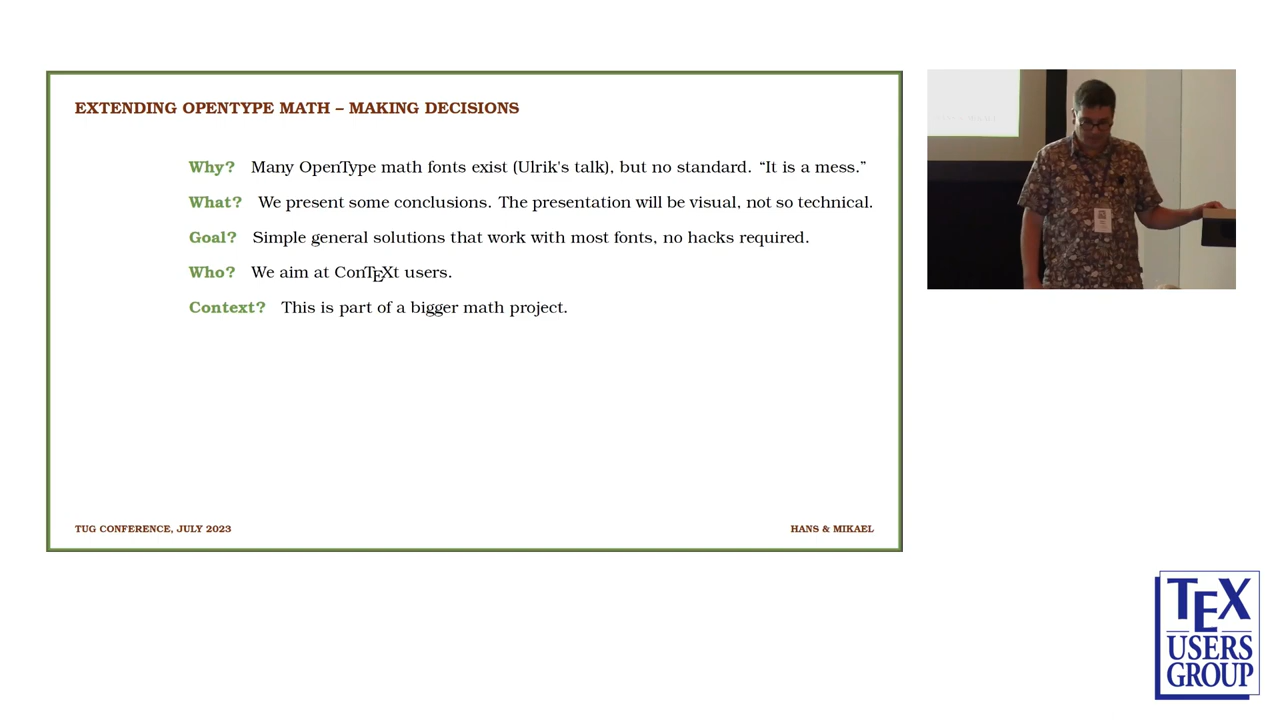 EXTENDING OPENTYPE MATH – MAKING DECISIONS
Why? Many OpenType math fonts exist (Ulrik's talk), but no standard. “It is a mess.”
What? We present some conclusions. The presentation will be visual, not so technical.
Goal? Simple general solutions that work with most fonts, no hacks required.
Who? We aim at ConTEXt users.
Context? This is part of a bigger math project.
TUG CONFERENCE, JULY 2023
HANS & MIKAEL
TEX
USERS
GROUP